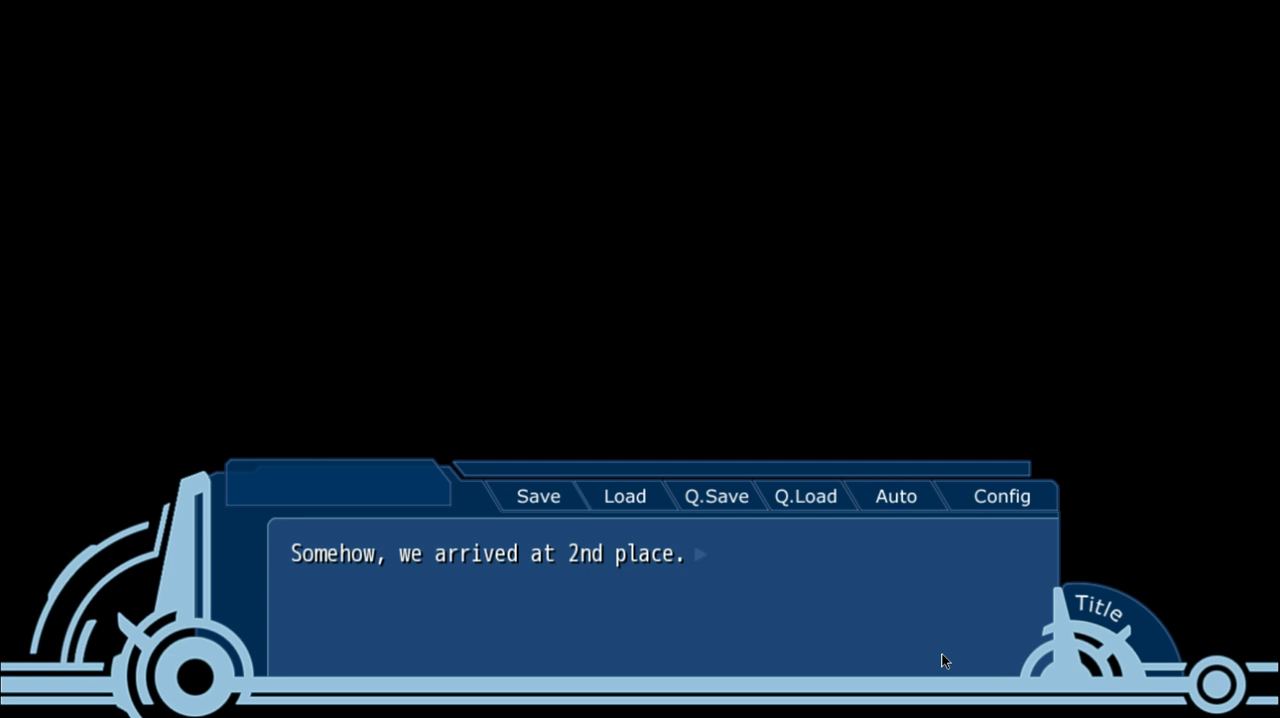 Save Load Q.Save Q.Load Auto Config
Somehow, we arrived at 2nd place.
Title